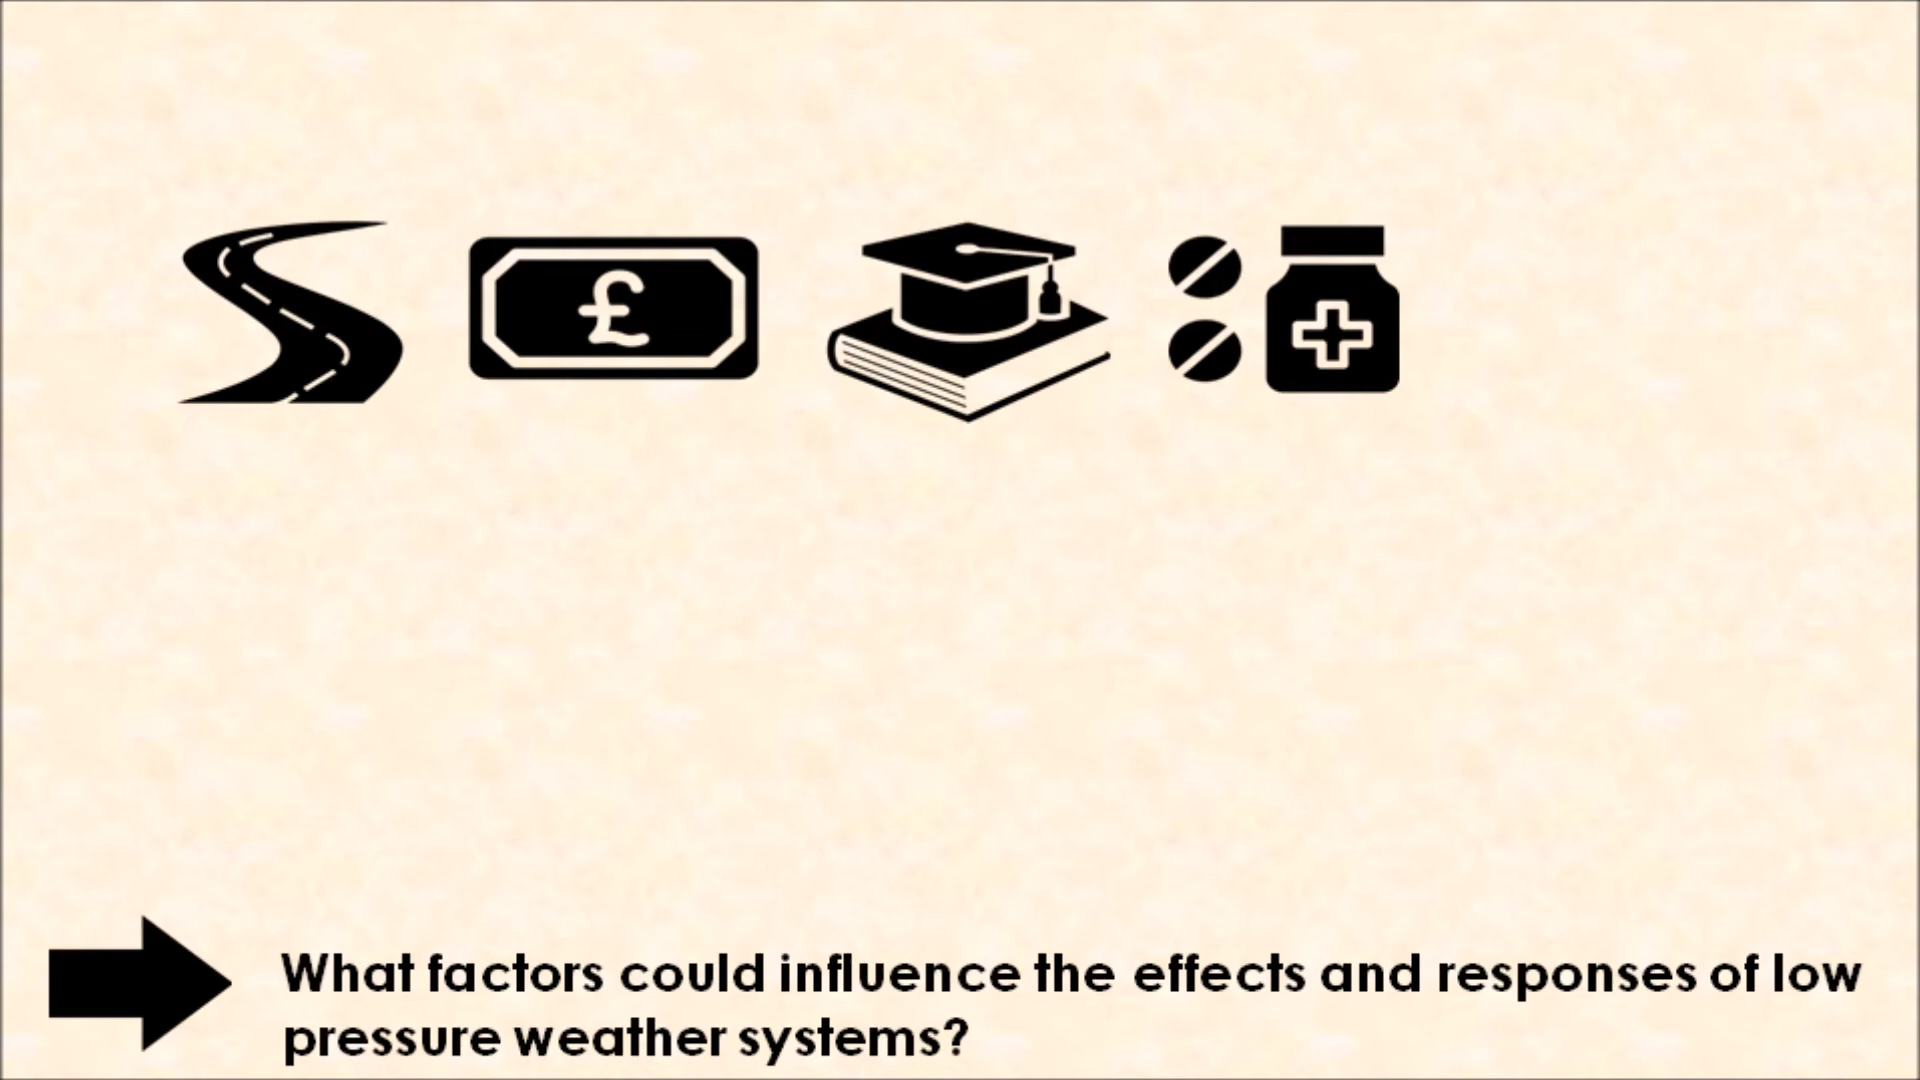 £
What factors could influence the effects and responses of low
pressure weather systems?